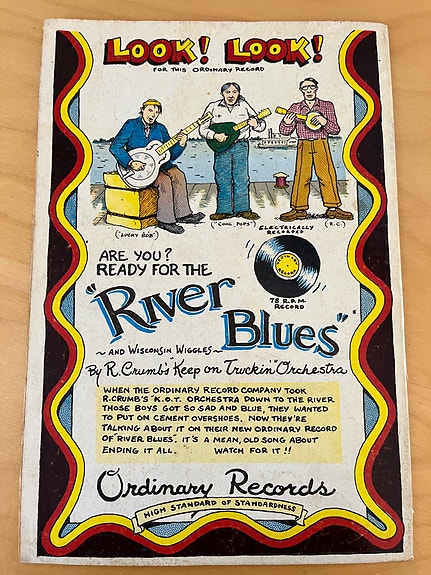 LOOK! LOOK!
FOR THIS ORDINARY RECORD
("LUCKY BOB")
("COOL POPS")
(R.C.)
ELECTRICALLY
RECORDED
ARE YOU?
READY FOR THE
78 R.P.M.
RECORD
"RIVER
BLUES"
~ AND WISCONSIN WIGGLES ~
By R. Crumb's "Keep on Truckin'" Orchestra
WHEN THE ORDINARY RECORD COMPANY TOOK
R. CRUMB'S "K.O.T. ORCHESTRA DOWN TO THE RIVER
THOSE BOYS GOT SO SAD AND BLUE, THEY WANTED
TO PUT ON CEMENT OVERSHOES. NOW THEY'RE
TALKING ABOUT IT ON THEIR NEW ORDINARY RECORD
OF "RIVER BLUES". IT'S A MEAN, OLD SONG ABOUT
ENDING IT ALL. WATCH FOR IT!!
Ordinary Records
HIGH STANDARD OF STANDARDNESS